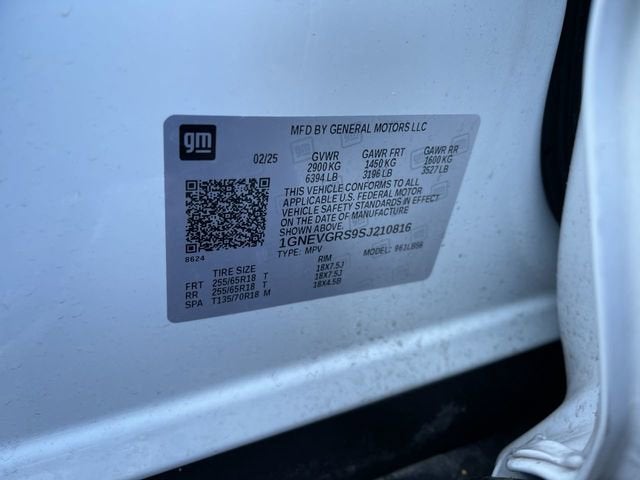 gm
MFD BY GENERAL MOTORS LLC
02/25 GVWR GAWR FRT GAWR RR
2900 KG 1450 KG 1600 KG
6394 LB 3196 LB 3527 LB
THIS VEHICLE CONFORMS TO ALL
APPLICABLE U.S. FEDERAL MOTOR
VEHICLE SAFETY STANDARDS IN EFFECT
ON THE DATE OF MANUFACTURE
SHOWN ABOVE.
1GNEVGRS9SJ210816
8624
TYPE: MPV MODEL:
TIRE SIZE RIM
FRT 255/65R18 T 18X7.5J
RR 255/65R18 T 18X7.5J
SPA T135/70R18 M 18X4.5B